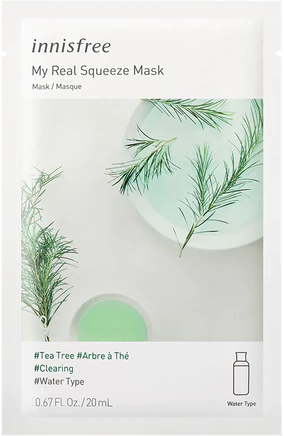 innisfree
My Real Squeeze Mask
Mask / Masque
#Tea Tree #Arbre à Thé
#Clearing
#Water Type
0.67 Fl. Oz. / 20 mL
Water Type